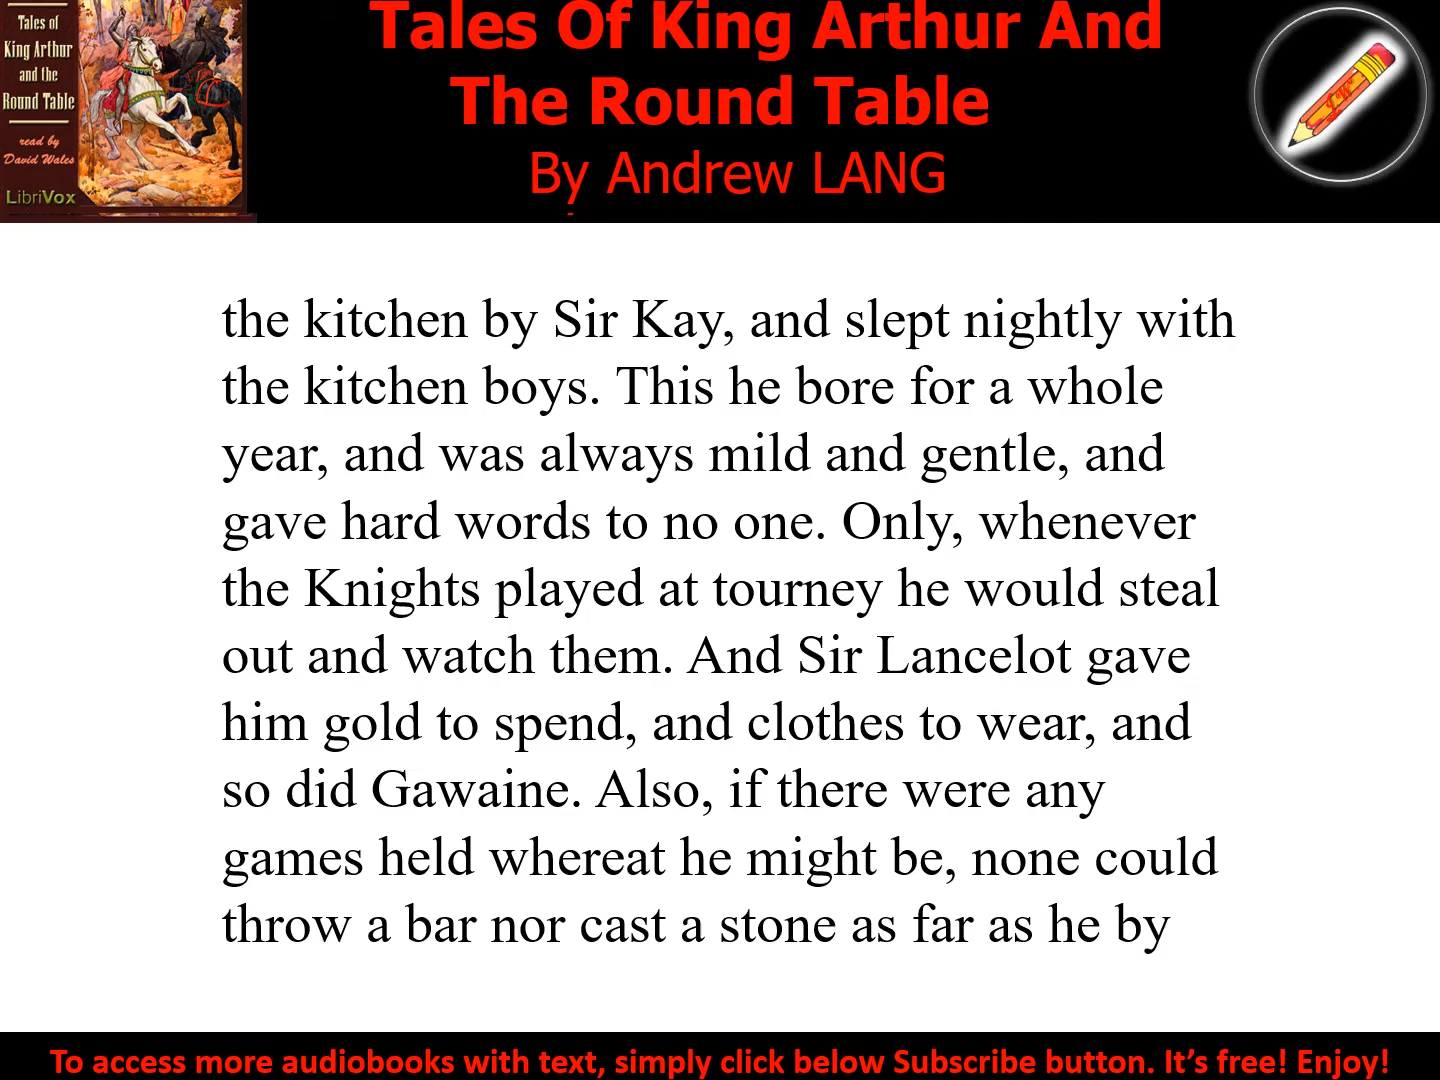 Tales of
King Arthur
and the
Round Table
read by
David Wales
LibriVox
Tales Of King Arthur And
The Round Table
By Andrew LANG
the kitchen by Sir Kay, and slept nightly with
the kitchen boys. This he bore for a whole
year, and was always mild and gentle, and
gave hard words to no one. Only, whenever
the Knights played at tourney he would steal
out and watch them. And Sir Lancelot gave
him gold to spend, and clothes to wear, and
so did Gawaine. Also, if there were any
games held whereat he might be, none could
throw a bar nor cast a stone as far as he by
To access more audiobooks with text, simply click below Subscribe button. It’s free! Enjoy!